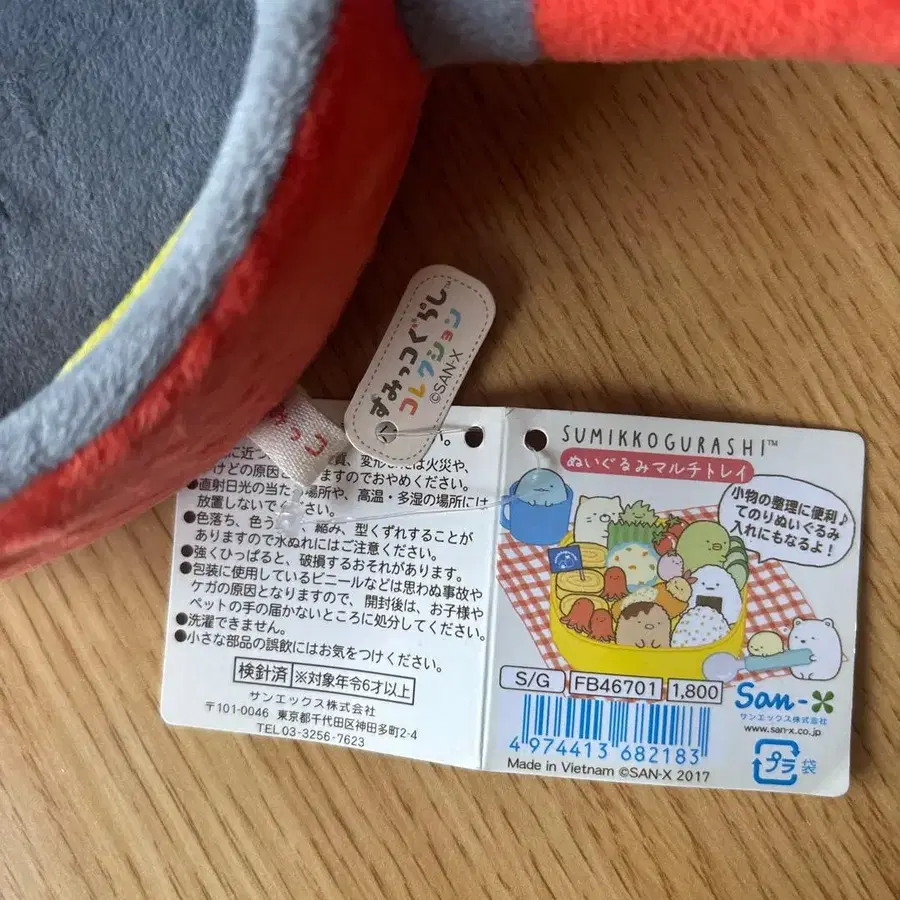 すみっコぐらし™
コレクション
©SAN-X
っコ
い。
に近づ
質、変形または火災や、
けどの原因と
ますのでおやめください。
●直射日光の当た
場所や、高温・多湿の場所には
放置しないでください。
●色落ち、色う
縮み、型くずれすることが
ありますので水ぬれにはご注意ください。
●強くひっぱると、破損するおそれがあります。
●包装に使用しているビニールなどは思わぬ事故や
ケガの原因となりますので、開封後は、お子様や
ペットの手の届かないところに処分してください。
●洗濯できません。
●小さな部品の誤飲にはお気をつけください。
検針済
※対象年令6才以上
サンエックス株式会社
〒101-0046 東京都千代田区神田多町2-4
TEL 03-3256-7623
SUMIKKOGURASHI™
ぬいぐるみマルチトレイ
小物の整理に便利♪
てのりぬいぐるみ
入れにもなるよ!
S/G
FB46701
1,800
4 974413 682183
Made in Vietnam ©SAN-X 2017
San-X
サンエックス株式会社
www.san-x.co.jp
プラ
袋